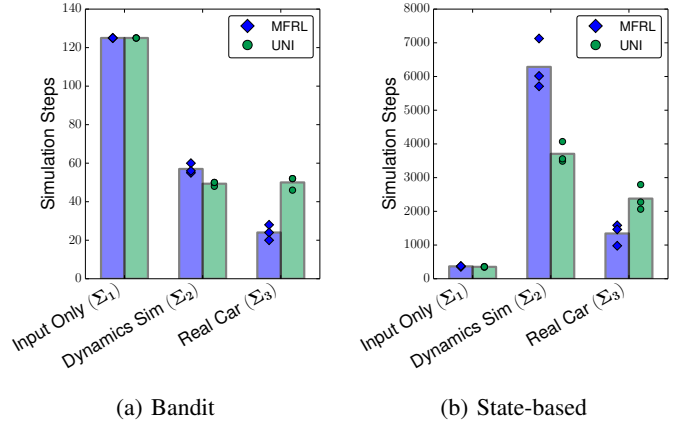 140
120
100
80
60
40
20
0
Simulation Steps
MFRL
UNI
Input Only (Σ₁)
Dynamics Sim (Σ₂)
Real Car (Σ₃)
(a) Bandit
8000
7000
6000
5000
4000
3000
2000
1000
0
Simulation Steps
MFRL
UNI
Input Only (Σ₁)
Dynamics Sim (Σ₂)
Real Car (Σ₃)
(b) State-based